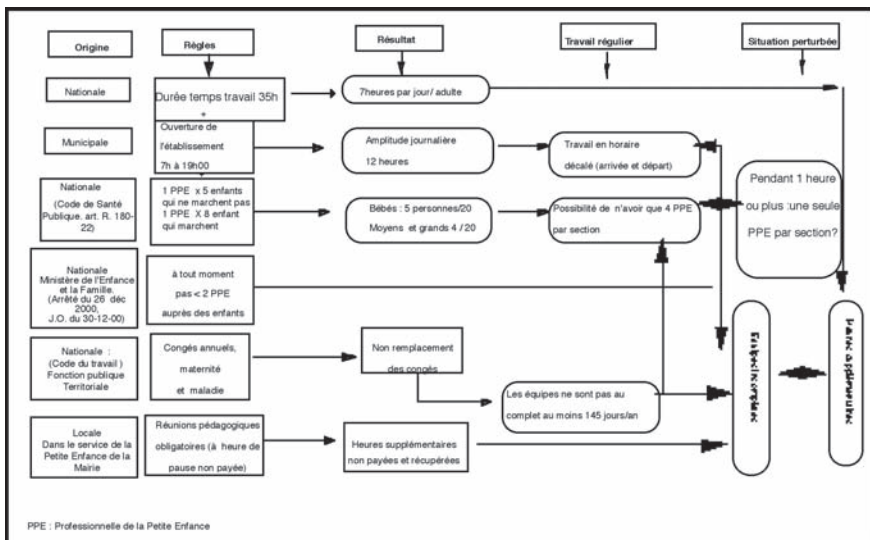 Origine
Règles
Résultat
Travail régulier
Situation perturbée
Nationale
Durée temps travail 35h
7heures par jour/ adulte
Municipale
Ouverture de
l'établissement
7h à 19h00
Amplitude journalière
12 heures
Travail en horaire
décalé (arrivée et départ)
Nationale
(Code de Santé
Publique. art. R. 180-
22)
1 PPE x 5 enfants
qui ne marchent pas
1 PPE X 8 enfant
qui marchent
Bébés : 5 personnes/20
Moyens et grands 4 / 20
Possibilité de n'avoir que 4 PPE
par section
Pendant 1 heure
ou plus :une seule
PPE par section?
Nationale
Ministère de l'Enfance
et la Famille.
(Arrêté du 26 déc
2000,
J.O. du 30-12-00)
à tout moment
pas < 2 PPE
auprès des enfants
Nationale :
(Code du travail )
Fonction publique
Territoriale
Congés annuels,
maternité
et maladie
Non remplacement
des congés
Les équipes ne sont pas au
complet au moins 145 jours/an
Locale
Dans le service de la
Petite Enfance de la
Mairie
Réunions pédagogiques
obligatoires (à heure de
pause non payée)
Heures supplémentaires
non payées et récupérées
PPE : Professionnelle de la Petite Enfance